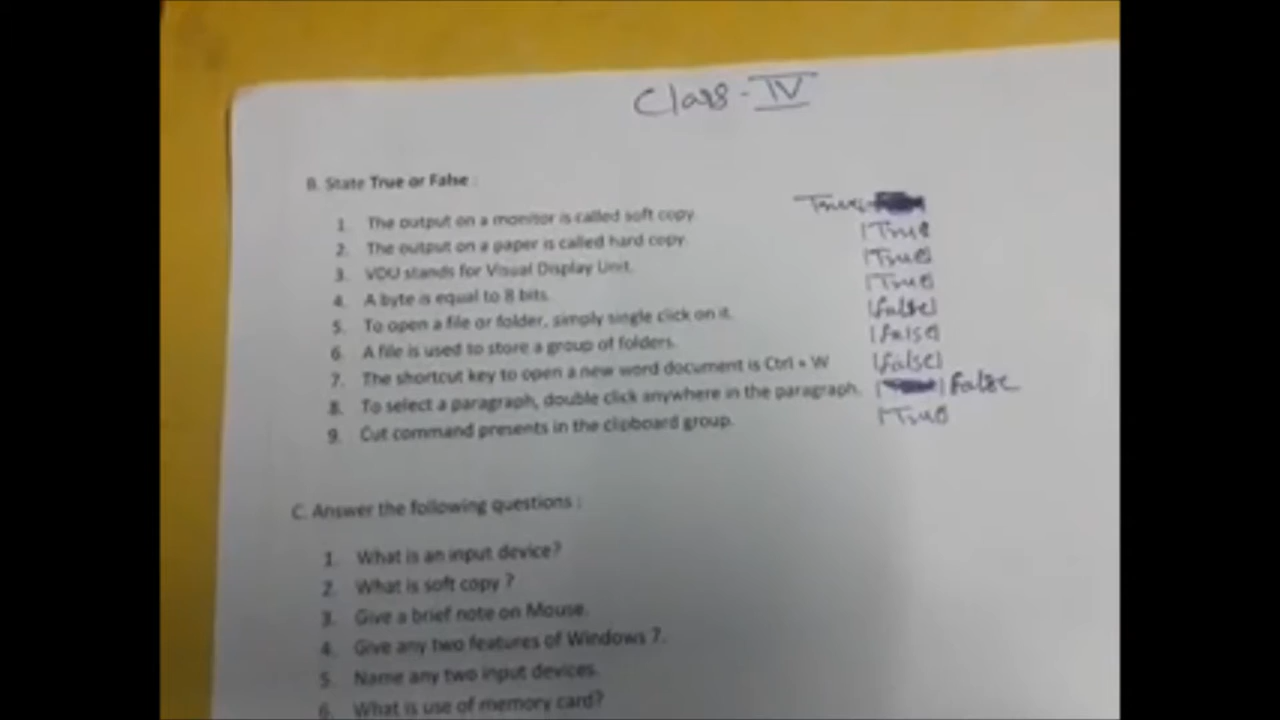 Class - IV
B. State True or False :
1. The output on a monitor is called soft copy. True
2. The output on a paper is called hard copy. True
3. VDU stands for Visual Display Unit. True
4. A byte is equal to 8 bits. True
5. To open a file or folder, simply single click on it. False
6. A file is used to store a group of folders. False
7. The shortcut key to open a new word document is Ctrl + W False
8. To select a paragraph, double click anywhere in the paragraph. False
9. Cut command presents in the clipboard group. True
C. Answer the following questions :
1. What is an input device?
2. What is soft copy ?
3. Give a brief note on Mouse.
4. Give any two features of Windows 7.
5. Name any two input devices.
6. What is use of memory card?